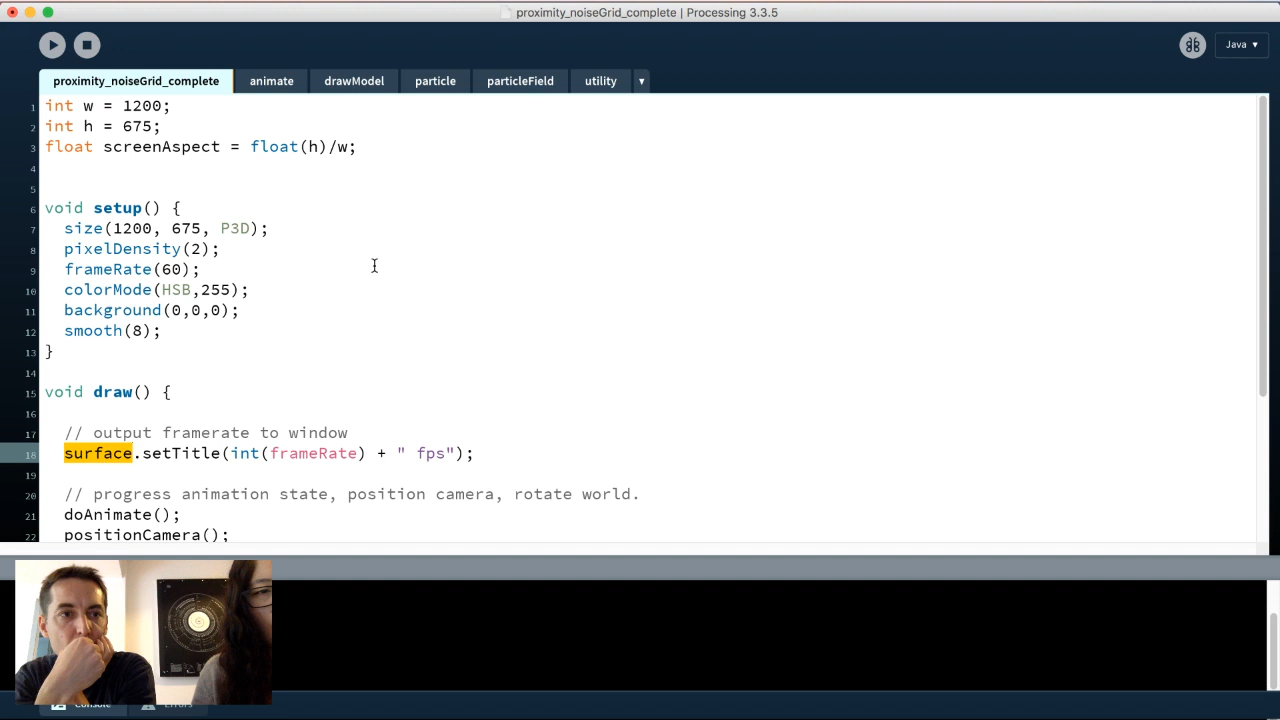 proximity_noiseGrid_complete | Processing 3.3.5
Java ▾
proximity_noiseGrid_complete animate drawModel particle particleField utility ▾
1 int w = 1200;
2 int h = 675;
3 float screenAspect = float(h)/w;
4
5
6 void setup() {
7 size(1200, 675, P3D);
8 pixelDensity(2);
9 frameRate(60);
10 colorMode(HSB,255);
11 background(0,0,0);
12 smooth(8);
13 }
14
15 void draw() {
16
17 // output framerate to window
18 surface.setTitle(int(frameRate) + " fps");
19
20 // progress animation state, position camera, rotate world.
21 doAnimate();
22 positionCamera();
Console Errors